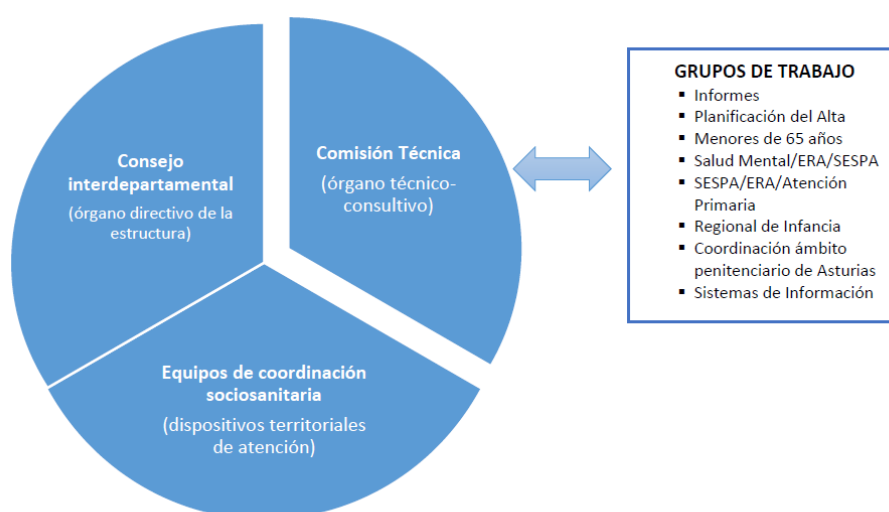 Consejo
interdepartamental
(órgano directivo de la
estructura)
Comisión Técnica
(órgano técnico-
consultivo)
Equipos de coordinación
sociosanitaria
(dispositivos territoriales
de atención)
GRUPOS DE TRABAJO
▪ Informes
▪ Planificación del Alta
▪ Menores de 65 años
▪ Salud Mental/ERA/SESPA
▪ SESPA/ERA/Atención
Primaria
▪ Regional de Infancia
▪ Coordinación ámbito
penitenciario de Asturias
▪ Sistemas de Información